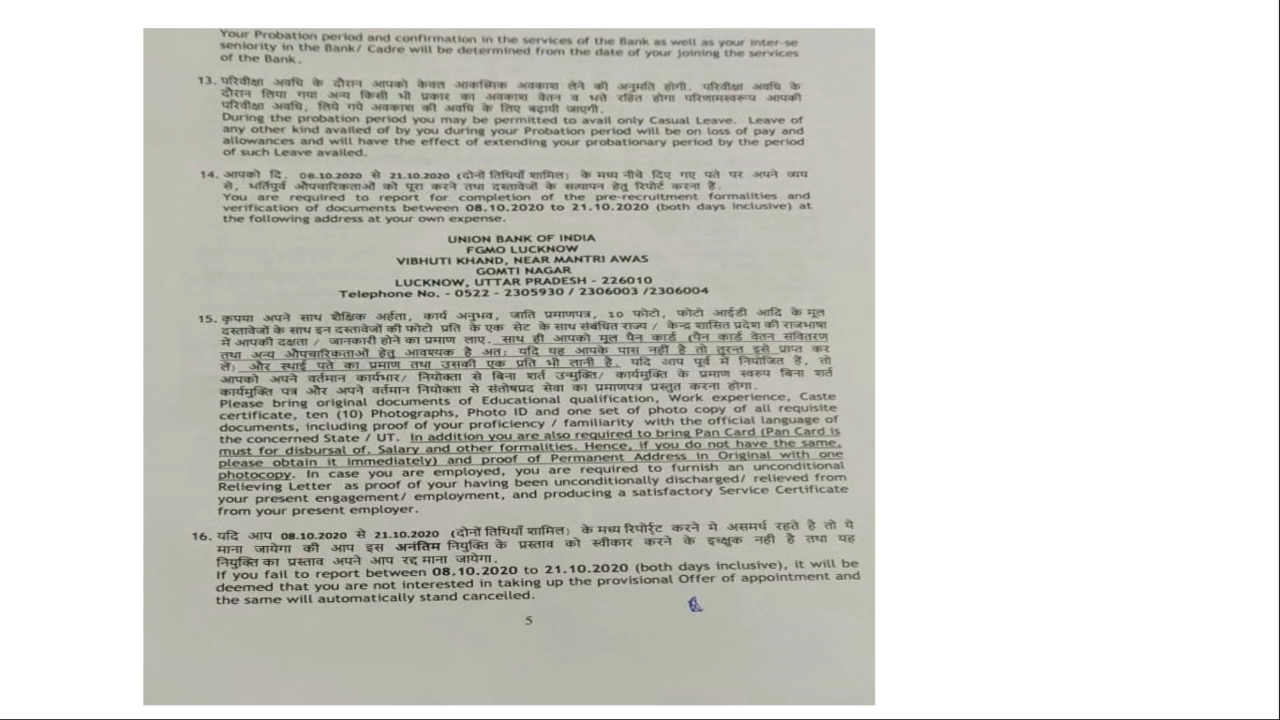 Your Probation period and confirmation in the services of the Bank as well as your inter-se
seniority in the Bank/ Cadre will be determined from the date of your joining the services
of the Bank.
13. परिवीक्षा अवधि के दौरान आपको केवल आकस्मिक अवकाश लेने की अनुमति होगी. परिवीक्षा अवधि के
दौरान लिया गया अन्य किसी भी प्रकार का अवकाश वेतन व भत्ते रहित होगा परिणामस्वरूप आपकी
परिवीक्षा अवधि, लिये गये अवकाश की अवधि के लिए बढ़ायी जाएगी.
During the probation period you may be permitted to avail only Casual Leave. Leave of
any other kind availed of by you during your Probation period will be on loss of pay and
allowances and will have the effect of extending your probationary period by the period
of such Leave availed.
14. आपको दि. 08.10.2020 से 21.10.2020 (दोनों तिथियाँ शामिल) के मध्य नीचे दिए गए पते पर अपने व्यय
से, भर्तिपुर्व औपचारिकताओं को पूरा करने तथा दस्तावेजों के सत्यापन हेतु रिपोर्ट करना है.
You are required to report for completion of the pre-recruitment formalities and
verification of documents between 08.10.2020 to 21.10.2020 (both days inclusive) at
the following address at your own expense.
UNION BANK OF INDIA
FGMO LUCKNOW
VIBHUTI KHAND, NEAR MANTRI AWAS
GOMTI NAGAR
LUCKNOW, UTTAR PRADESH - 226010
Telephone No. - 0522 - 2305930 / 2306003 /2306004
15. कृपया अपने साथ शैक्षिक अर्हता, कार्य अनुभव, जाति प्रमाणपत्र, 10 फोटो, फोटो आईडी आदि के मूल
दस्तावेजों के साथ इन दस्तावेजों की फोटो प्रति के एक सेट के साथ संबंधित राज्य / केन्द्र शासित प्रदेश की राजभाषा
में आपकी दक्षता / जानकारी होने का प्रमाण लाए. साथ ही आपको मूल पैन कार्ड (पैन कार्ड वेतन संवितरण
तथा अन्य औपचारिकताओं हेतु आवश्यक है अत: यदि यह आपके पास नहीं है तो तुरन्त इसे प्राप्त कर
लें) और स्थाई पते का प्रमाण तथा उसकी एक प्रति भी लानी है. यदि आप पूर्व में नियोजित हैं, तो
आपको अपने वर्तमान कार्यभार/ नियोक्ता से बिना शर्त उन्मुक्ति/ कार्यमुक्ति के प्रमाण स्वरुप बिना शर्त
कार्यमुक्ति पत्र और अपने वर्तमान नियोक्ता से संतोषप्रद सेवा का प्रमाणपत्र प्रस्तुत करना होगा.
Please bring original documents of Educational qualification, Work experience, Caste
certificate, ten (10) Photographs, Photo ID and one set of photo copy of all requisite
documents, including proof of your proficiency / familiarity with the official language of
the concerned State / UT. In addition you are also required to bring Pan Card (Pan Card is
must for disbursal of. Salary and other formalities. Hence, if you do not have the same,
please obtain it immediately) and proof of Permanent Address in Original with one
photocopy. In case you are employed, you are required to furnish an unconditional
Relieving Letter as proof of your having been unconditionally discharged/ relieved from
your present engagement/ employment, and producing a satisfactory Service Certificate
from your present employer.
16. यदि आप 08.10.2020 से 21.10.2020 (दोनों तिथियाँ शामिल) के मध्य रिपोर्ट करने मे असमर्थ रहते है तो ये
माना जायेगा की आप इस अनंतिम नियुक्ति के प्रस्ताव को स्वीकार करने के इच्क्षुक नही है तथा यह
नियुक्ति का प्रस्ताव अपने आप रद्द माना जायेगा.
If you fail to report between 08.10.2020 to 21.10.2020 (both days inclusive), it will be
deemed that you are not interested in taking up the provisional Offer of appointment and
the same will automatically stand cancelled.
5